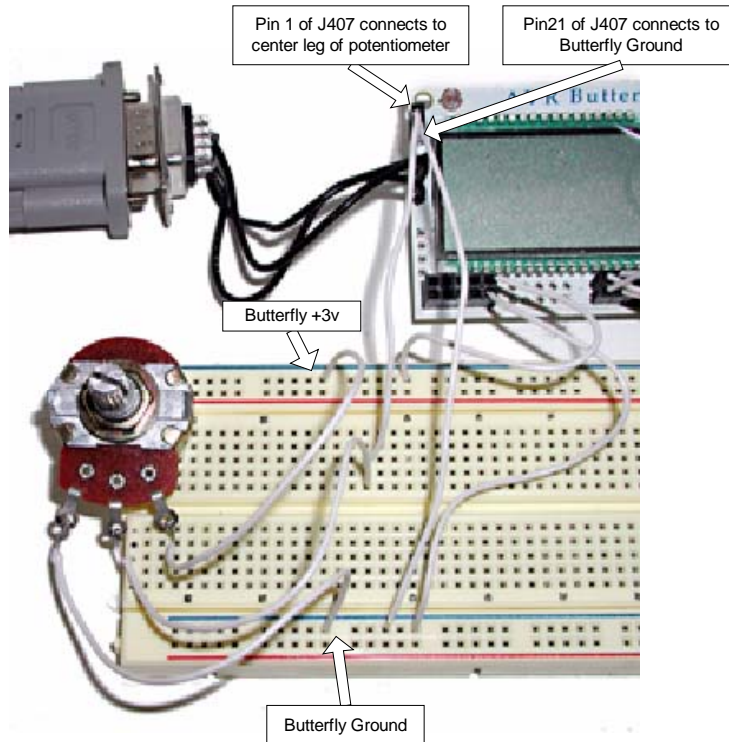 Pin 1 of J407 connects to
center leg of potentiometer
Pin21 of J407 connects to
Butterfly Ground
Butterfly +3v
Butterfly Ground